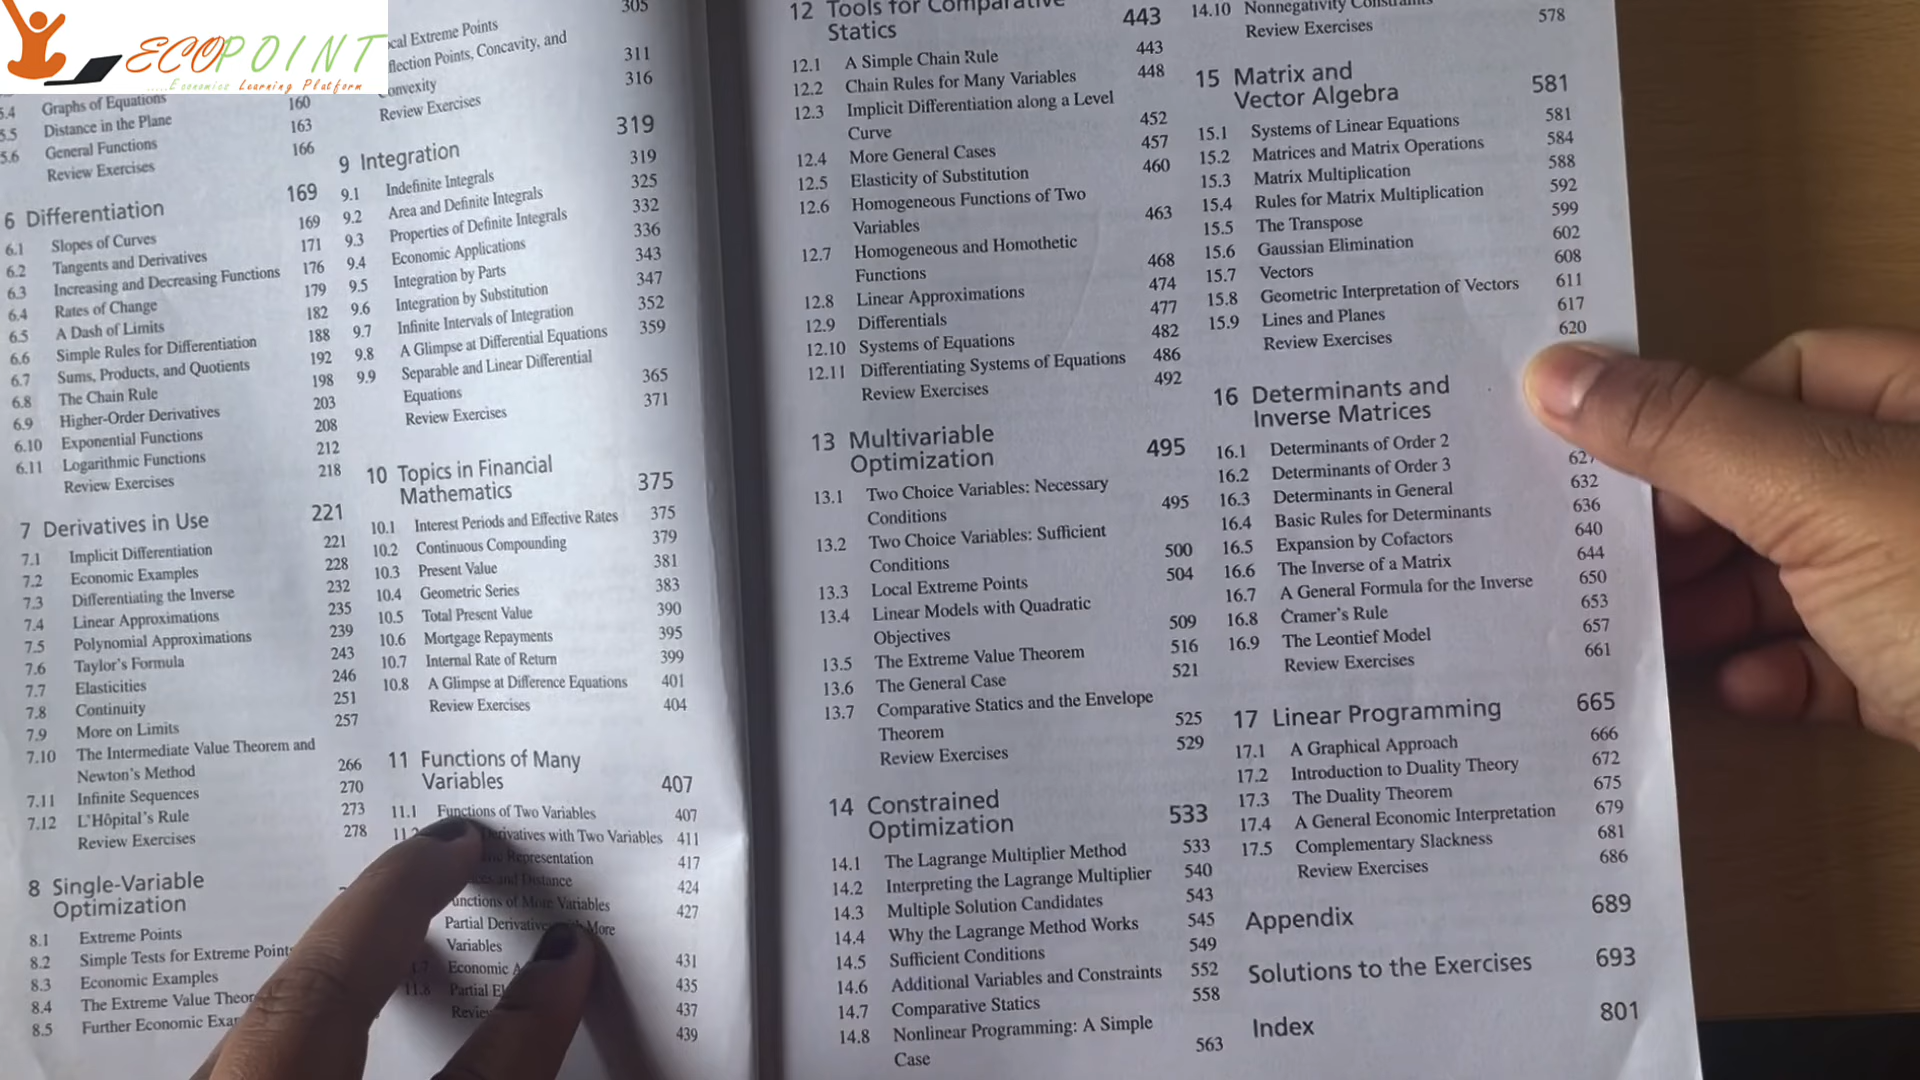 ECOPOINT
.....Economics Learning Platform
5.4 Graphs of Equations 160
5.5 Distance in the Plane 163
5.6 General Functions 166
Review Exercises
6 Differentiation 169
6.1 Slopes of Curves 169
6.2 Tangents and Derivatives 171
6.3 Increasing and Decreasing Functions 176
6.4 Rates of Change 179
6.5 A Dash of Limits 182
6.6 Simple Rules for Differentiation 188
6.7 Sums, Products, and Quotients 192
6.8 The Chain Rule 198
6.9 Higher-Order Derivatives 203
6.10 Exponential Functions 208
6.11 Logarithmic Functions 212
Review Exercises 218
7 Derivatives in Use 221
7.1 Implicit Differentiation 221
7.2 Economic Examples 228
7.3 Differentiating the Inverse 232
7.4 Linear Approximations 235
7.5 Polynomial Approximations 239
7.6 Taylor's Formula 243
7.7 Elasticities 246
7.8 Continuity 251
7.9 More on Limits 257
7.10 The Intermediate Value Theorem and
Newton's Method 266
7.11 Infinite Sequences 270
7.12 L'Hôpital's Rule 273
Review Exercises 278
8 Single-Variable
Optimization
8.1 Extreme Points
8.2 Simple Tests for Extreme Points
8.3 Economic Examples
8.4 The Extreme Value
8.5 Further Economic
305
Extreme Points
Points, Concavity, and
Convexity 311
Review Exercises 316
9 Integration 319
9.1 Indefinite Integrals 319
9.2 Area and Definite Integrals 325
9.3 Properties of Definite Integrals 332
9.4 Economic Applications 336
9.5 Integration by Parts 343
9.6 Integration by Substitution 347
9.7 Infinite Intervals of Integration 352
9.8 A Glimpse at Differential Equations 359
9.9 Separable and Linear Differential
Equations 365
Review Exercises 371
10 Topics in Financial
Mathematics 375
10.1 Interest Periods and Effective Rates 375
10.2 Continuous Compounding 379
10.3 Present Value 381
10.4 Geometric Series 383
10.5 Total Present Value 390
10.6 Mortgage Repayments 395
10.7 Internal Rate of Return 399
10.8 A Glimpse at Difference Equations 401
Review Exercises 404
11 Functions of Many
Variables 407
11.1 Functions of Two Variables 407
11.2 Derivatives with Two Variables 411
Representation 417
and Distance 424
Functions of More Variables 427
Partial Derivatives with More
Variables 431
Economic 435
11.8 Partial 437
439
12 Tools for Comparative
Statics 443
12.1 A Simple Chain Rule 443
12.2 Chain Rules for Many Variables 448
12.3 Implicit Differentiation along a Level
Curve 452
12.4 More General Cases 457
12.5 Elasticity of Substitution 460
12.6 Homogeneous Functions of Two
Variables 463
12.7 Homogeneous and Homothetic
Functions 468
12.8 Linear Approximations 474
12.9 Differentials 477
12.10 Systems of Equations 482
12.11 Differentiating Systems of Equations 486
Review Exercises 492
13 Multivariable
Optimization 495
13.1 Two Choice Variables: Necessary
Conditions 495
13.2 Two Choice Variables: Sufficient
Conditions 500
13.3 Local Extreme Points 504
13.4 Linear Models with Quadratic
Objectives 509
13.5 The Extreme Value Theorem 516
13.6 The General Case 521
13.7 Comparative Statics and the Envelope
Theorem 525
Review Exercises 529
14 Constrained
Optimization 533
14.1 The Lagrange Multiplier Method 533
14.2 Interpreting the Lagrange Multiplier 540
14.3 Multiple Solution Candidates 543
14.4 Why the Lagrange Method Works 545
14.5 Sufficient Conditions 549
14.6 Additional Variables and Constraints 552
14.7 Comparative Statics 558
14.8 Nonlinear Programming: A Simple
Case 563
14.10 Nonnegativity Constraints
Review Exercises 578
15 Matrix and
Vector Algebra 581
15.1 Systems of Linear Equations 581
15.2 Matrices and Matrix Operations 584
15.3 Matrix Multiplication 588
15.4 Rules for Matrix Multiplication 592
15.5 The Transpose 599
15.6 Gaussian Elimination 602
15.7 Vectors 608
15.8 Geometric Interpretation of Vectors 611
15.9 Lines and Planes 617
Review Exercises 620
16 Determinants and
Inverse Matrices
16.1 Determinants of Order 2
16.2 Determinants of Order 3 627
16.3 Determinants in General 632
16.4 Basic Rules for Determinants 636
16.5 Expansion by Cofactors 640
16.6 The Inverse of a Matrix 644
16.7 A General Formula for the Inverse 650
16.8 Cramer's Rule 653
16.9 The Leontief Model 657
Review Exercises 661
17 Linear Programming 665
17.1 A Graphical Approach 666
17.2 Introduction to Duality Theory 672
17.3 The Duality Theorem 675
17.4 A General Economic Interpretation 679
17.5 Complementary Slackness 681
Review Exercises 686
Appendix 689
Solutions to the Exercises 693
Index 801